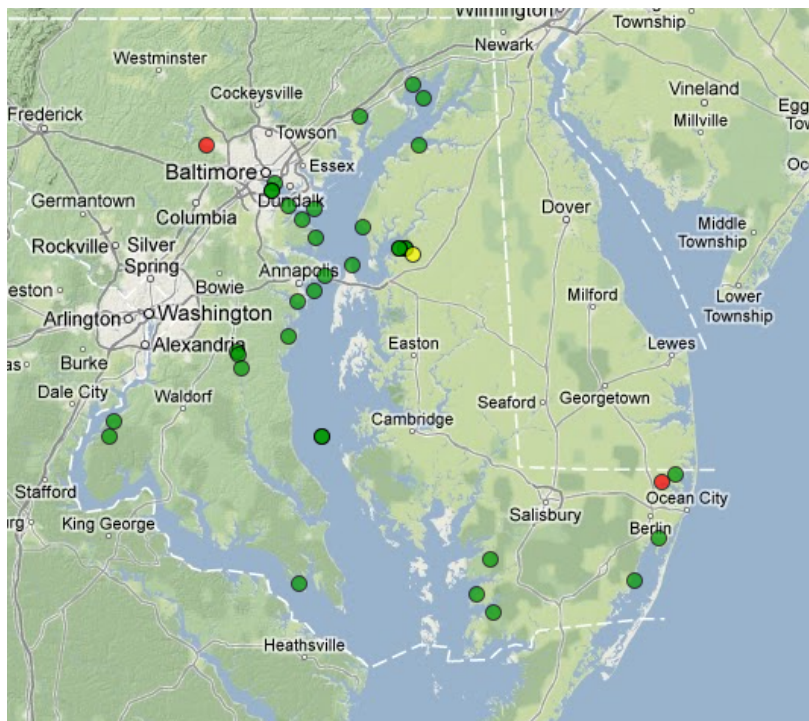 Wilmington
Township
Newark
Westminster
Cockeysville
Vineland
Frederick
Towson
Millville
Baltimore
Essex
Dundalk
Germantown
Columbia
Dover
Middle
Township
Rockville
Silver
Spring
Annapolis
Bowie
Lower
Township
Milford
Arlington
Washington
Alexandria
Easton
Lewes
Burke
Dale City
Waldorf
Georgetown
Seaford
Cambridge
Stafford
Salisbury
Ocean City
Berlin
King George
Heathsville